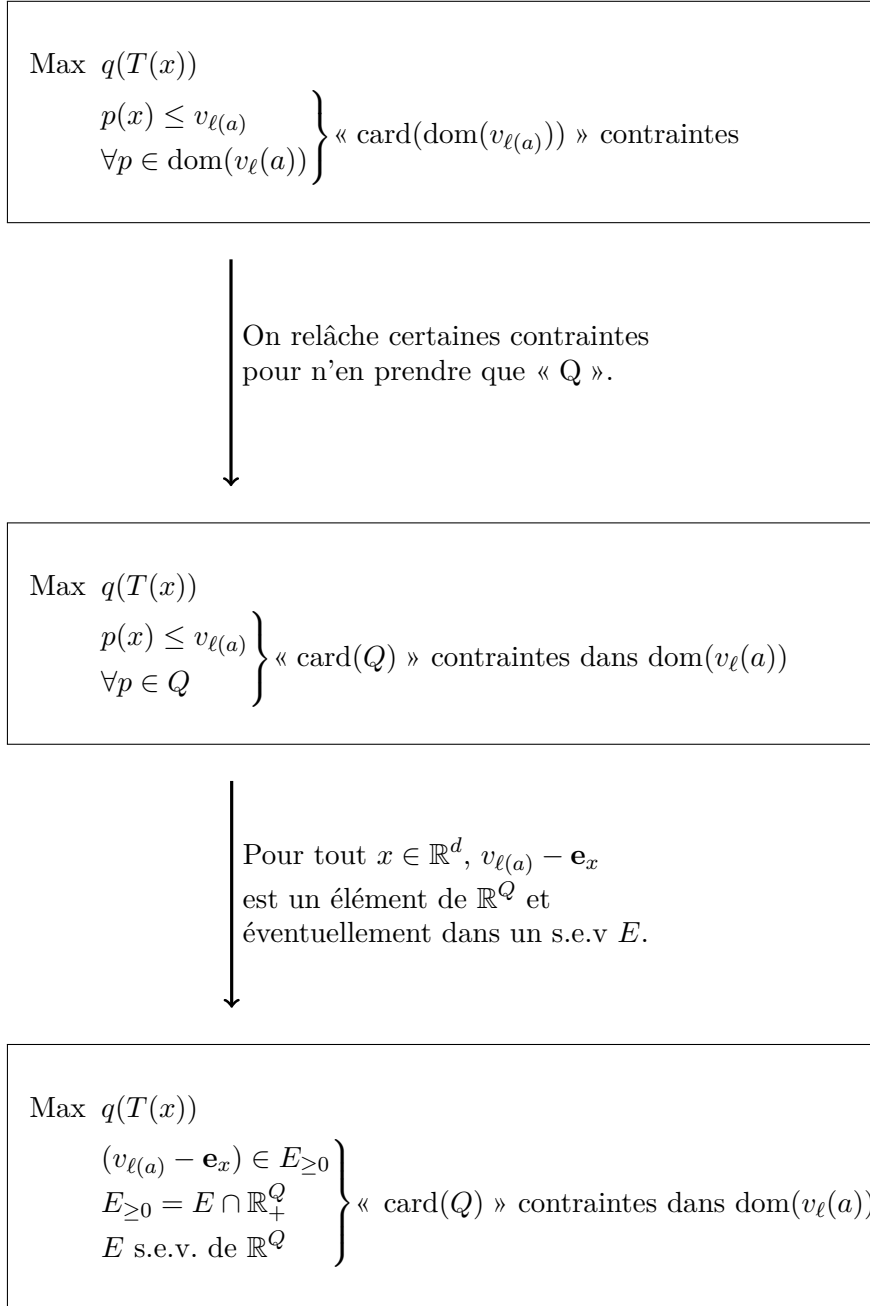 Max q(T(x))
p(x) ≤ v_{ℓ(a)}
∀p ∈ dom(v_ℓ(a))
« card(dom(v_{ℓ(a)})) » contraintes
On relâche certaines contraintes
pour n'en prendre que « Q ».
Max q(T(x))
p(x) ≤ v_{ℓ(a)}
∀p ∈ Q
« card(Q) » contraintes dans dom(v_ℓ(a))
Pour tout x ∈ ℝ^d, v_{ℓ(a)} − 𝐞_x
est un élément de ℝ^Q et
éventuellement dans un s.e.v E.
Max q(T(x))
(v_{ℓ(a)} − 𝐞_x) ∈ E_{≥0}
E_{≥0} = E ∩ ℝ_+^Q
E s.e.v. de ℝ^Q
« card(Q) » contraintes dans dom(v_ℓ(a))